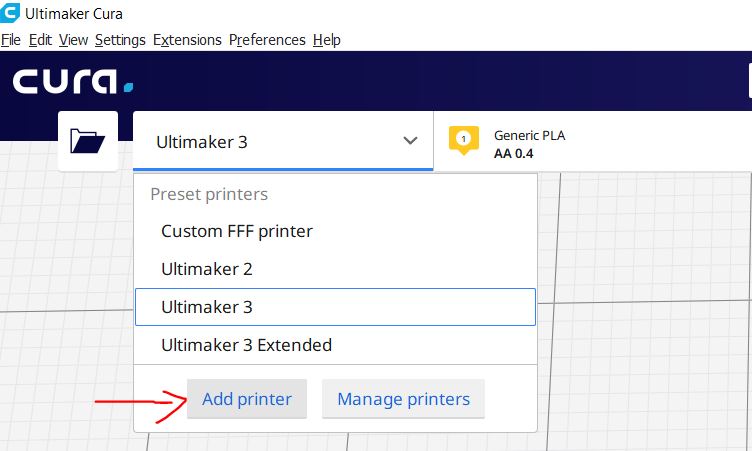 Ultimaker Cura
File Edit View Settings Extensions Preferences Help
cura.
Ultimaker 3
1
Generic PLA
AA 0.4
Preset printers
Custom FFF printer
Ultimaker 2
Ultimaker 3
Ultimaker 3 Extended
Add printer Manage printers